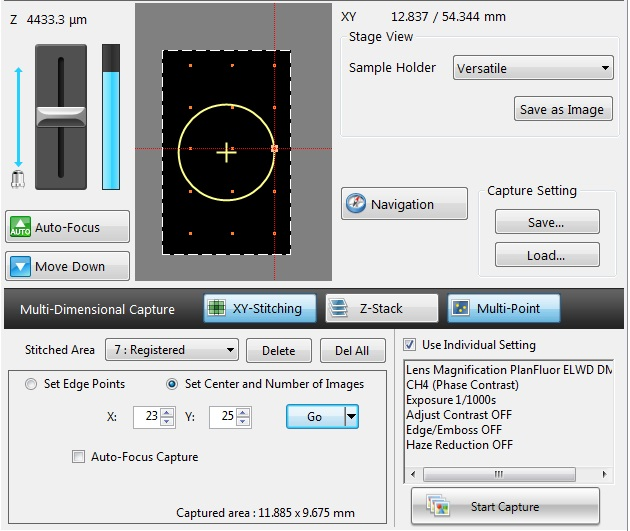 Z 4433.3 µm
XY 12.837 / 54.344 mm
Stage View
Sample Holder Versatile
Save as Image
Navigation
Capture Setting
Save...
Load...
AUTO Auto-Focus
Move Down
Multi-Dimensional Capture XY-Stitching Z-Stack Multi-Point
Stitched Area 7 : Registered Delete Del All
Set Edge Points Set Center and Number of Images
X: 23 Y: 25 Go
Auto-Focus Capture
Captured area : 11.885 x 9.675 mm
Use Individual Setting
Lens Magnification PlanFluor ELWD DM
CH4 (Phase Contrast)
Exposure 1/1000s
Adjust Contrast OFF
Edge/Emboss OFF
Haze Reduction OFF
Start Capture